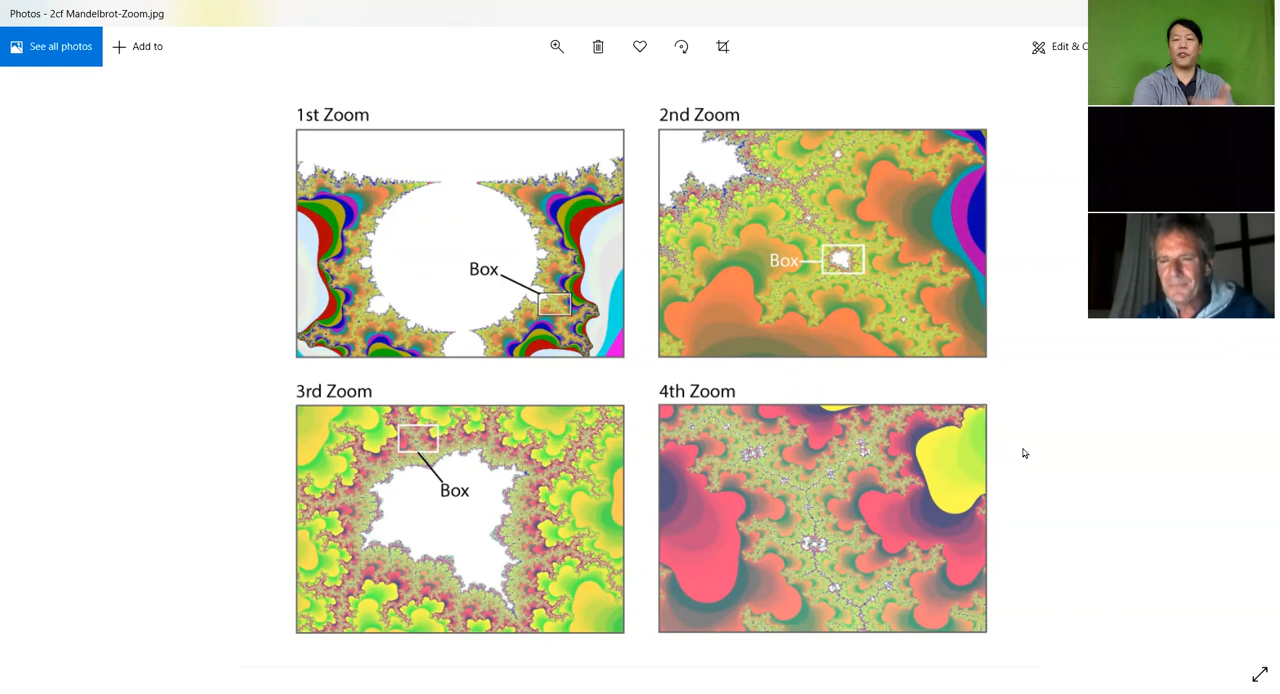 Photos - 2cf Mandelbrot-Zoom.jpg
See all photos
Add to
Edit & C
1st Zoom
2nd Zoom
Box
Box
3rd Zoom
4th Zoom
Box